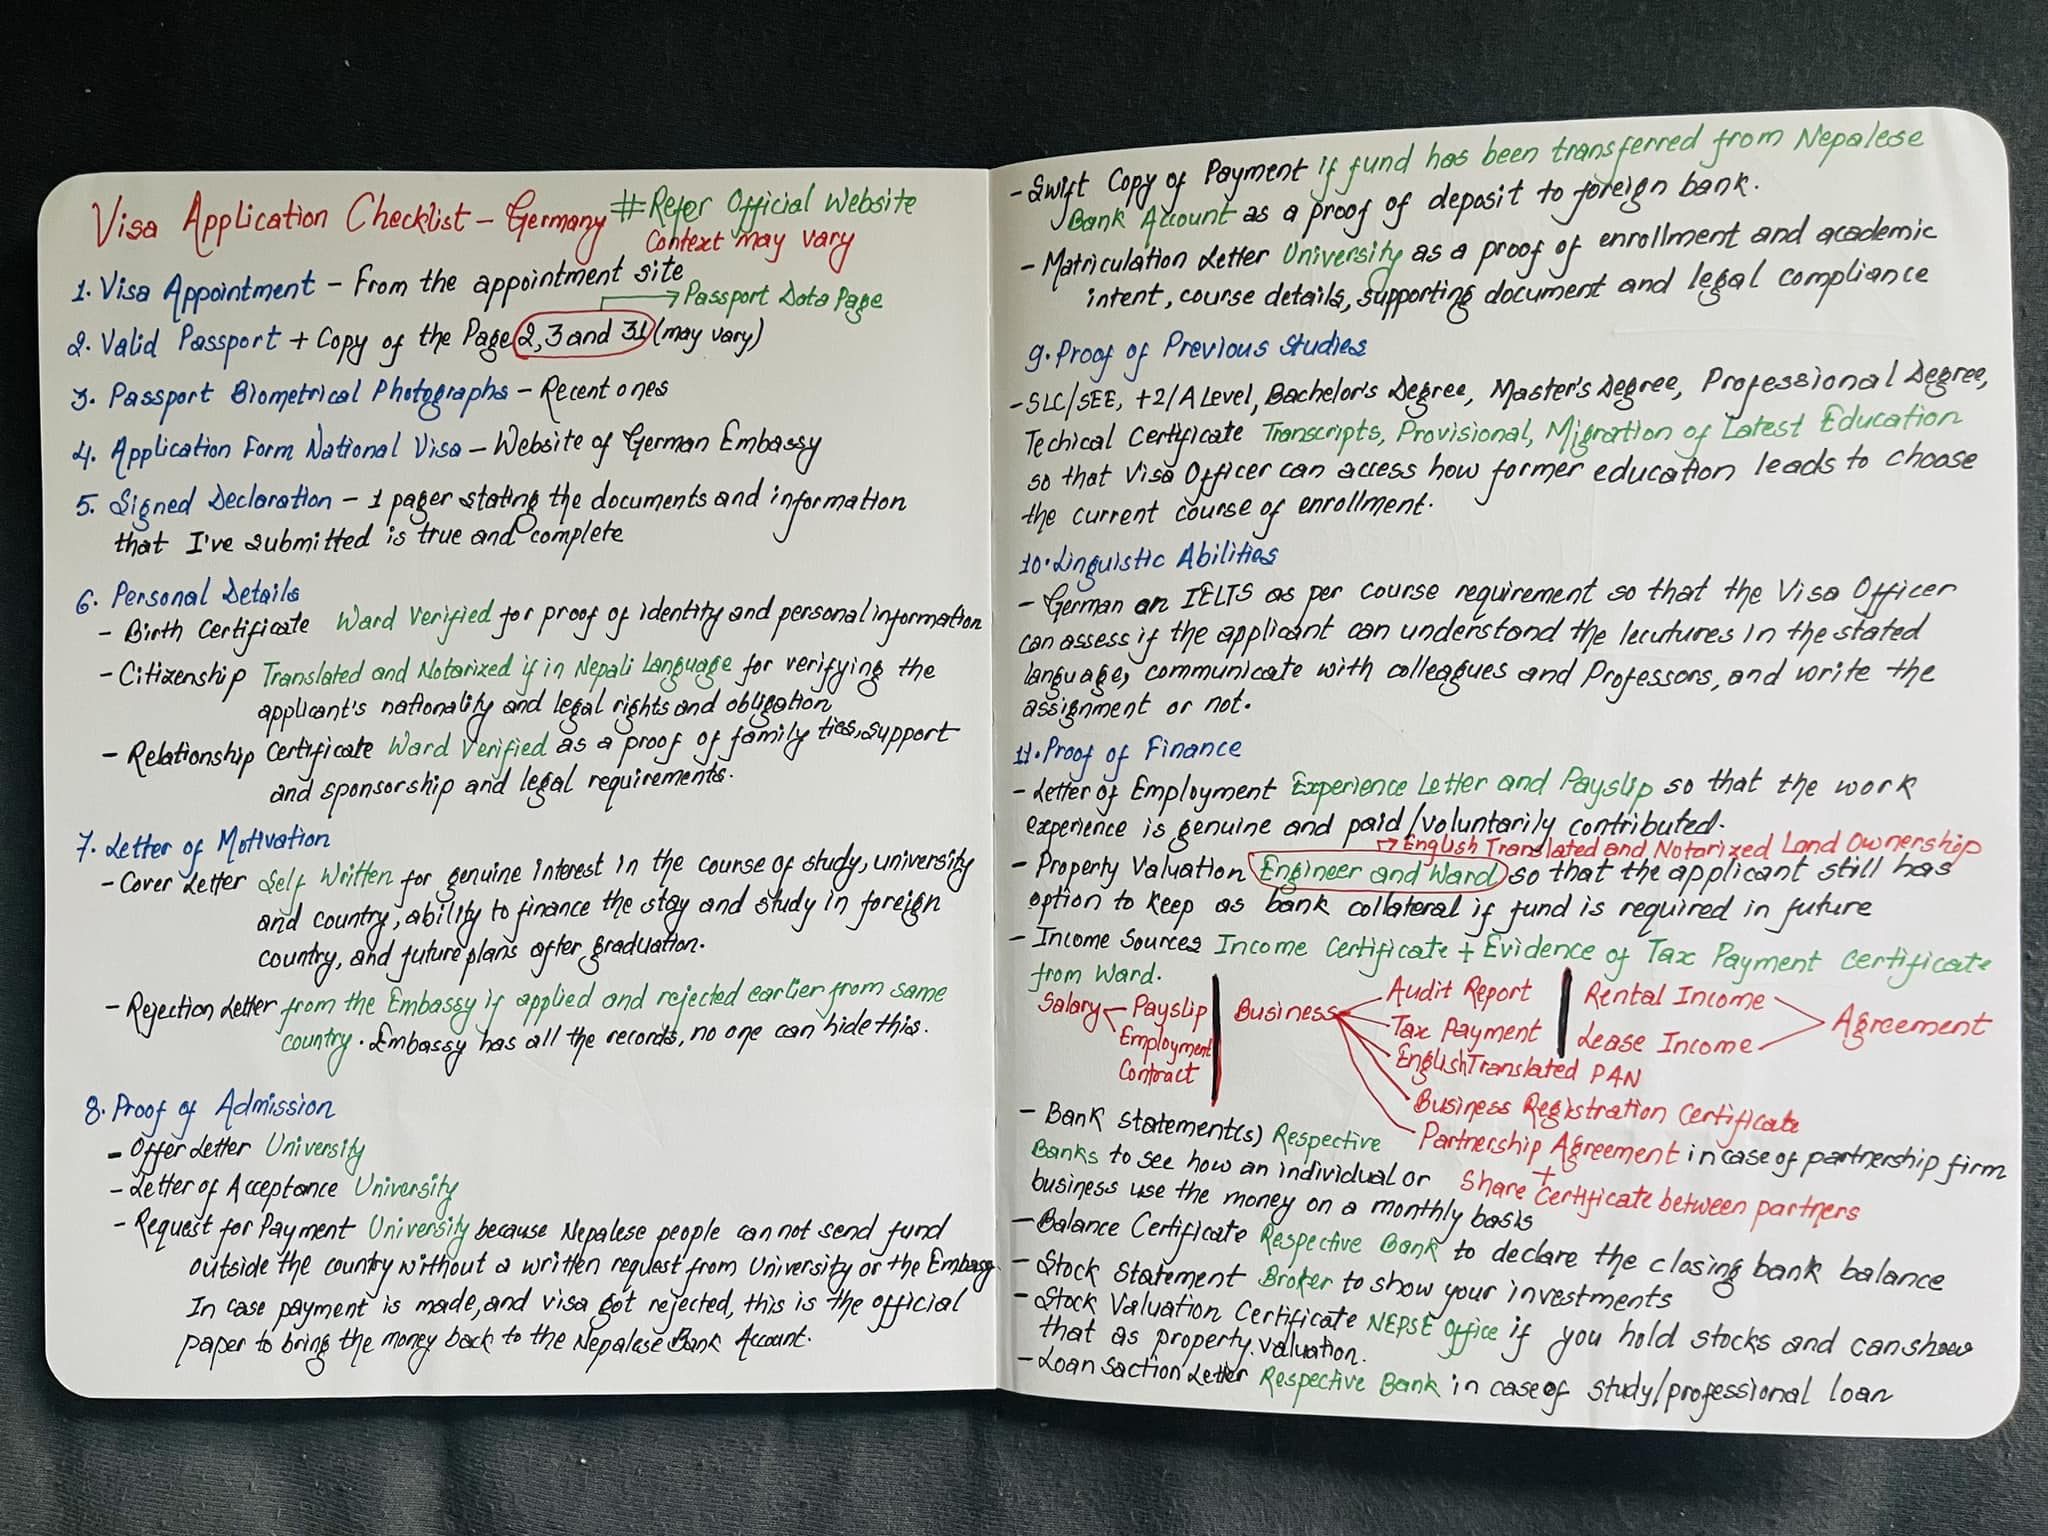 Visa Application Checklist - Germany #Refer Official Website
Context may vary
1. Visa Appointment - From the appointment site
→ Passport Data Page
2. Valid Passport + Copy of the Page 2, 3 and 31 (may vary)
3. Passport Biometrical Photographs - Recent ones
4. Application Form National Visa - Website of German Embassy
5. Signed Declaration - 1 pager stating the documents and information
that I've submitted is true and complete
6. Personal Details
- Birth Certificate Ward Verified for proof of identity and personal information
- Citizenship Translated and Notarized if in Nepali Language for verifying the
applicant's nationality and legal rights and obligation
- Relationship Certificate Ward Verified as a proof of family ties, support
and sponsorship and legal requirements.
7. Letter of Motivation
- Cover Letter Self Written for genuine interest in the course of study, university
and country, ability to finance the stay and study in foreign
country, and future plans after graduation.
- Rejection Letter from the Embassy if applied and rejected earlier from same
country. Embassy has all the records, no one can hide this.
8. Proof of Admission
- Offer Letter University
- Letter of Acceptance University
- Request for Payment University because Nepalese people can not send fund
outside the country without a written request from University or the Embassy
In case payment is made, and visa got rejected, this is the official
paper to bring the money back to the Nepalese Bank Account.
- Swift Copy of Payment if fund has been transferred from Nepalese
Bank Account as a proof of deposit to foreign bank.
- Matriculation Letter University as a proof of enrollment and academic
intent, course details, supporting document and legal compliance
9. Proof of Previous Studies
- SLC/SEE, +2/A Level, Bachelor's Degree, Master's Degree, Professional Degree,
Techical Certificate Transcripts, Provisional, Migration of Latest Education
so that Visa Officer can access how former education leads to choose
the current course of enrollment.
10. Linguistic Abilities
- German an IELTS as per course requirement so that the Visa Officer
can assess if the applicant can understand the lecutures in the stated
language, communicate with colleagues and Professors, and write the
assignment or not.
11. Proof of Finance
- Letter of Employment Experience Letter and Payslip so that the work
experience is genuine and paid/voluntarily contributed.
→ English Translated and Notarized Land Ownership
- Property Valuation Engineer and Ward so that the applicant still has
option to keep as bank collateral if fund is required in future
- Income Sources Income Certificate + Evidence of Tax Payment Certificate
from Ward.
Salary Payslip
Employment
Contract
Business Audit Report
Tax Payment
English Translated PAN
Business Registration Certificate
Partnership Agreement in case of partnership firm
+
Share Certificate between partners
Rental Income
Lease Income
Agreement
- Bank statement(s) Respective
Banks to see how an individual or
business use the money on a monthly basis
- Balance Certificate Respective Bank to declare the closing bank balance
- Stock Statement Broker to show your investments
- Stock Valuation Certificate NEPSE Office if you hold stocks and can show
that as property valuation.
- Loan saction Letter Respective Bank in case of study/professional loan